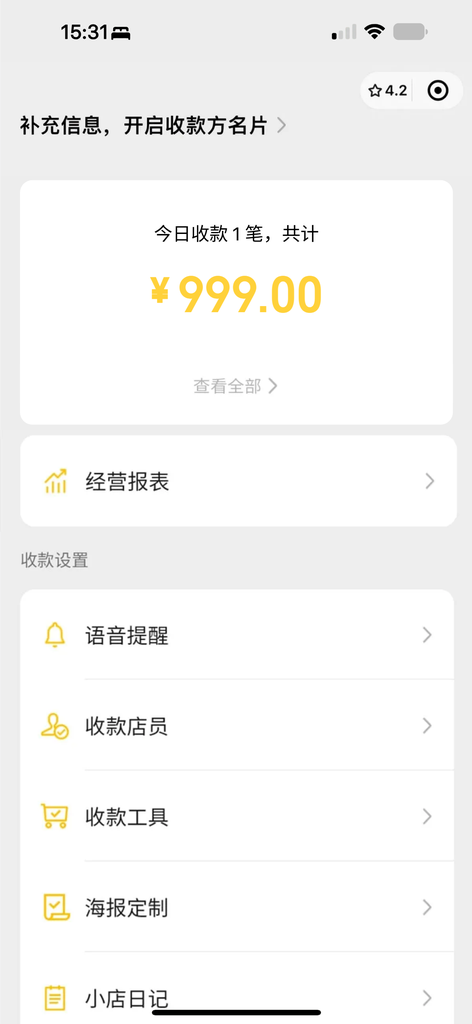 15:31
4.2
补充信息，开启收款方名片
今日收款1笔，共计
¥999.00
查看全部
经营报表
收款设置
语音提醒
收款店员
收款工具
海报定制
小店日记